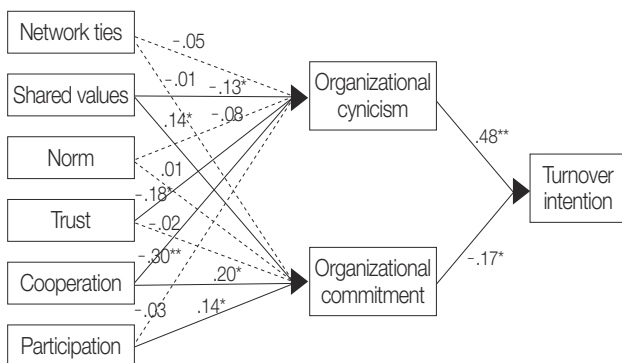 Network ties
Shared values
Norm
Trust
Cooperation
Participation
-.05
-.01
-.13*
.14*
-.08
.01
-.18*
-.02
-.30**
.20*
-.03
.14*
Organizational
cynicism
Organizational
commitment
.48**
-.17*
Turnover
intention